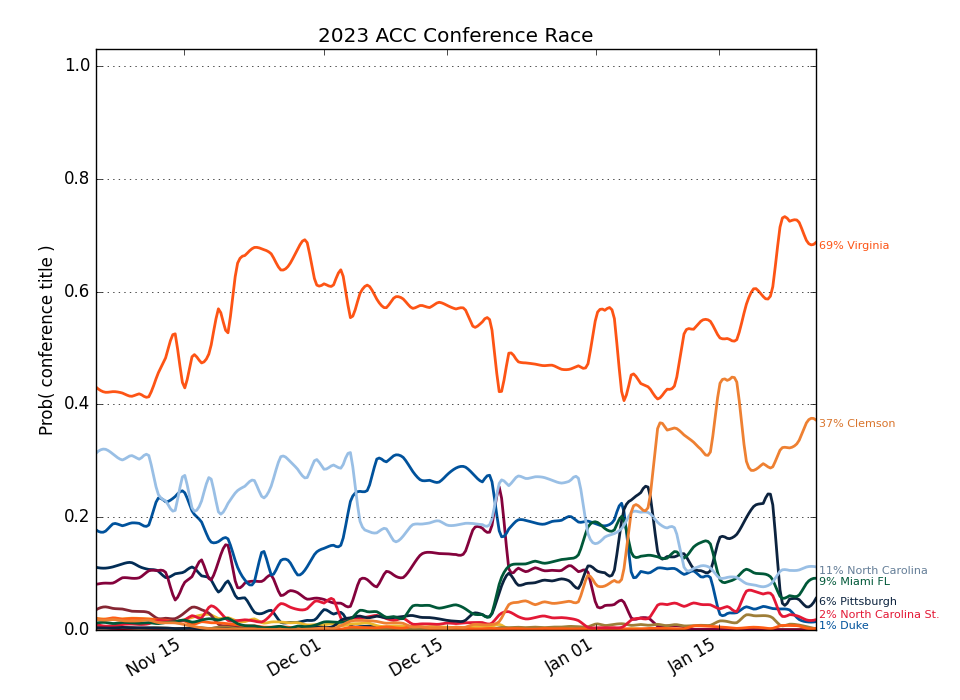 2023 ACC Conference Race
Prob( conference title )
1.0
0.8
0.6
0.4
0.2
0.0
Nov 15
Dec 01
Dec 15
Jan 01
Jan 15
69% Virginia
37% Clemson
11% North Carolina
9% Miami FL
6% Pittsburgh
2% North Carolina St.
1% Duke